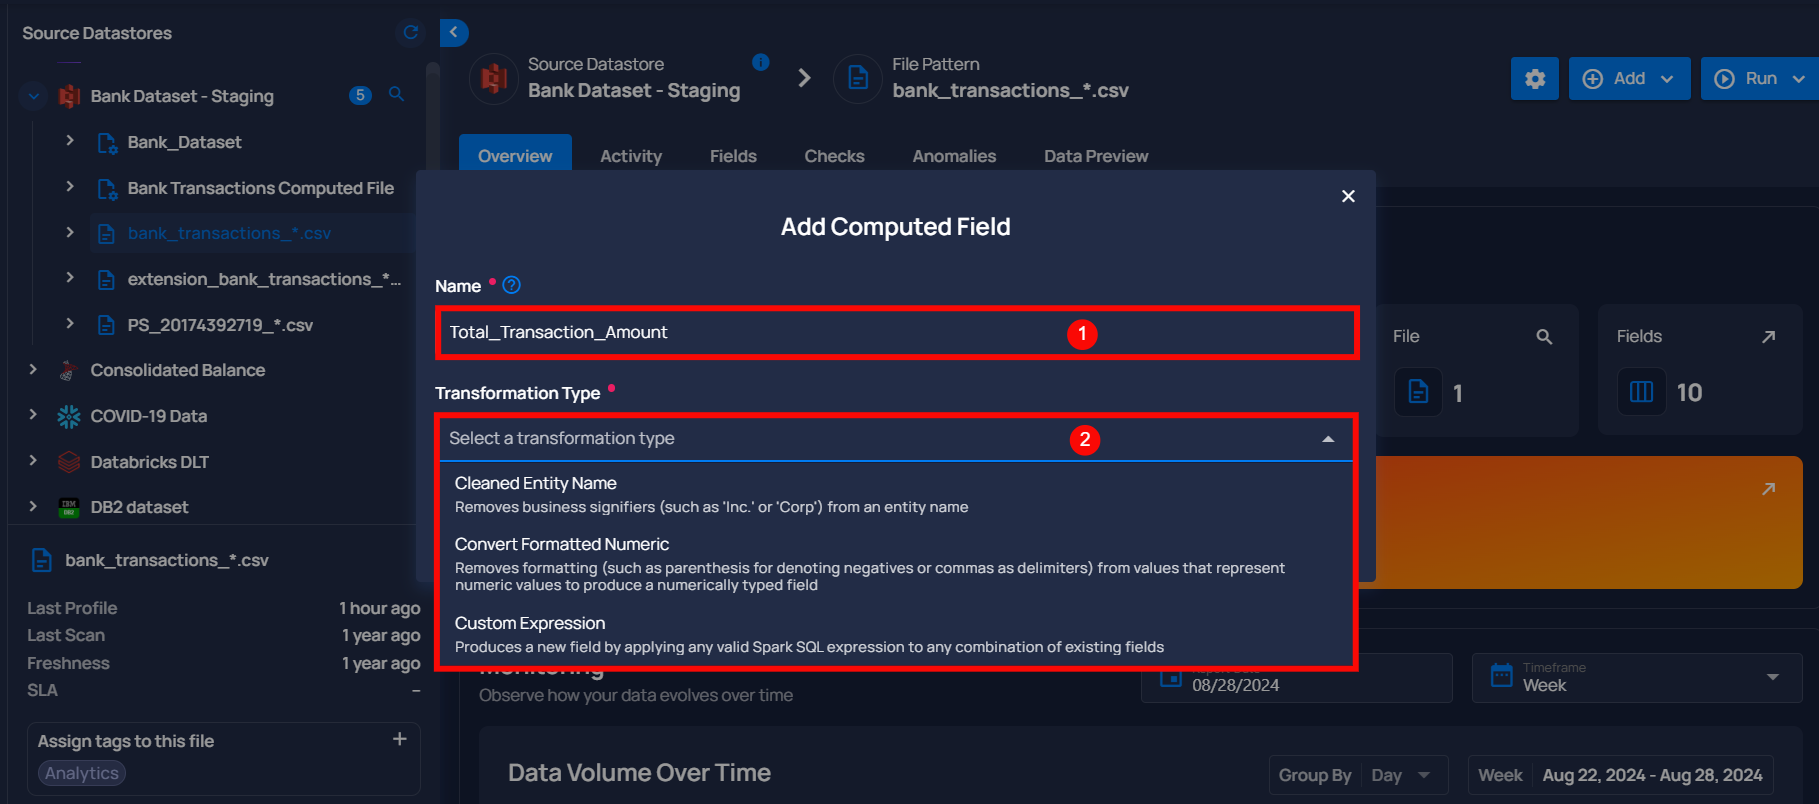 Source Datastores
Bank Dataset - Staging
5
Bank_Dataset
Bank Transactions Computed File
bank_transactions_*.csv
extension_bank_transactions_*...
PS_20174392719_*.csv
Consolidated Balance
COVID-19 Data
Databricks DLT
DB2 dataset
bank_transactions_*.csv
Last Profile 1 hour ago
Last Scan 1 year ago
Freshness 1 year ago
SLA –
Assign tags to this file +
Analytics
Source Datastore
Bank Dataset - Staging
File Pattern
bank_transactions_*.csv
Add
Run
Overview Activity Fields Checks Anomalies Data Preview
Add Computed Field
Name
Total_Transaction_Amount
1
Transformation Type
Select a transformation type
2
Cleaned Entity Name
Removes business signifiers (such as 'Inc.' or 'Corp') from an entity name
Convert Formatted Numeric
Removes formatting (such as parenthesis for denoting negatives or commas as delimiters) from values that represent
numeric values to produce a numerically typed field
Custom Expression
Produces a new field by applying any valid Spark SQL expression to any combination of existing fields
File
1
Fields
10
Monitoring
Observe how your data evolves over time
08/28/2024
Timeframe
Week
Data Volume Over Time
Group By Day
Week Aug 22, 2024 - Aug 28, 2024